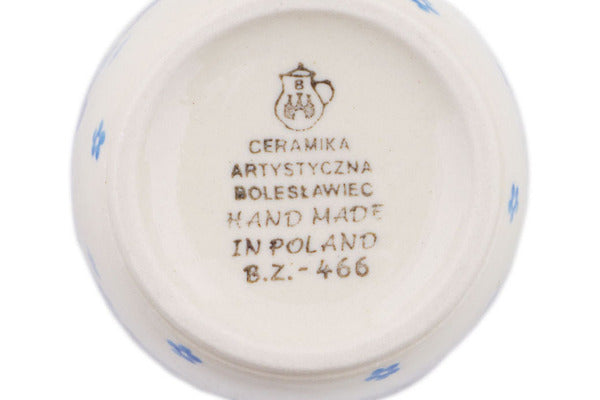 B
CERAMIKA
ARTYSTYCZNA
BOLESŁAWIEC
HAND MADE
IN POLAND
B.Z.-466